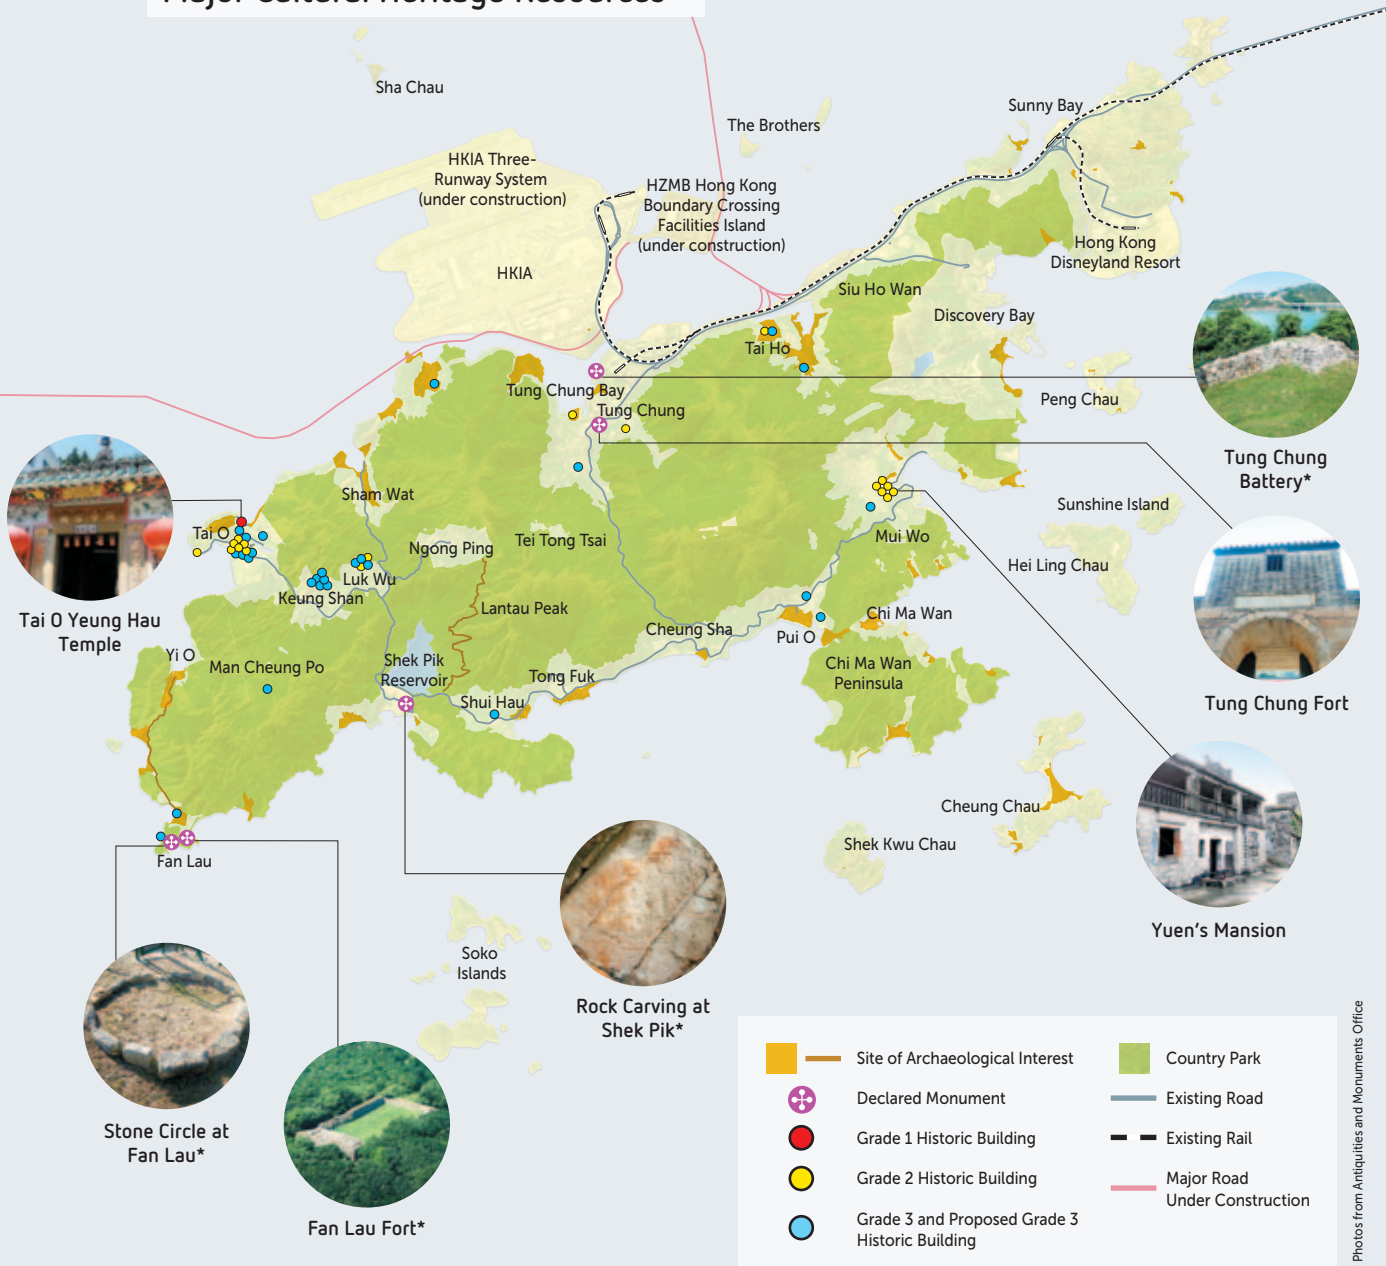 Major Cultural Heritage Resources
Sha Chau
The Brothers
Sunny Bay
HKIA Three-
Runway System
(under construction)
HZMB Hong Kong
Boundary Crossing
Facilities Island
(under construction)
HKIA
Hong Kong
Disneyland Resort
Siu Ho Wan
Discovery Bay
Tai Ho
Tung Chung Bay
Tung Chung
Peng Chau
Tung Chung
Battery*
Sham Wat
Sunshine Island
Tai O
Ngong Ping
Tei Tong Tsai
Mui Wo
Hei Ling Chau
Luk Wu
Keung Shan
Lantau Peak
Cheung Sha
Chi Ma Wan
Pui O
Tai O Yeung Hau
Temple
Yi O
Man Cheung Po
Shek Pik
Reservoir
Tong Fuk
Shui Hau
Chi Ma Wan
Peninsula
Tung Chung Fort
Cheung Chau
Shek Kwu Chau
Fan Lau
Yuen's Mansion
Soko
Islands
Rock Carving at
Shek Pik*
Stone Circle at
Fan Lau*
Fan Lau Fort*
Site of Archaeological Interest
Declared Monument
Grade 1 Historic Building
Grade 2 Historic Building
Grade 3 and Proposed Grade 3
Historic Building
Country Park
Existing Road
Existing Rail
Major Road
Under Construction
Photos from Antiquities and Monuments Office